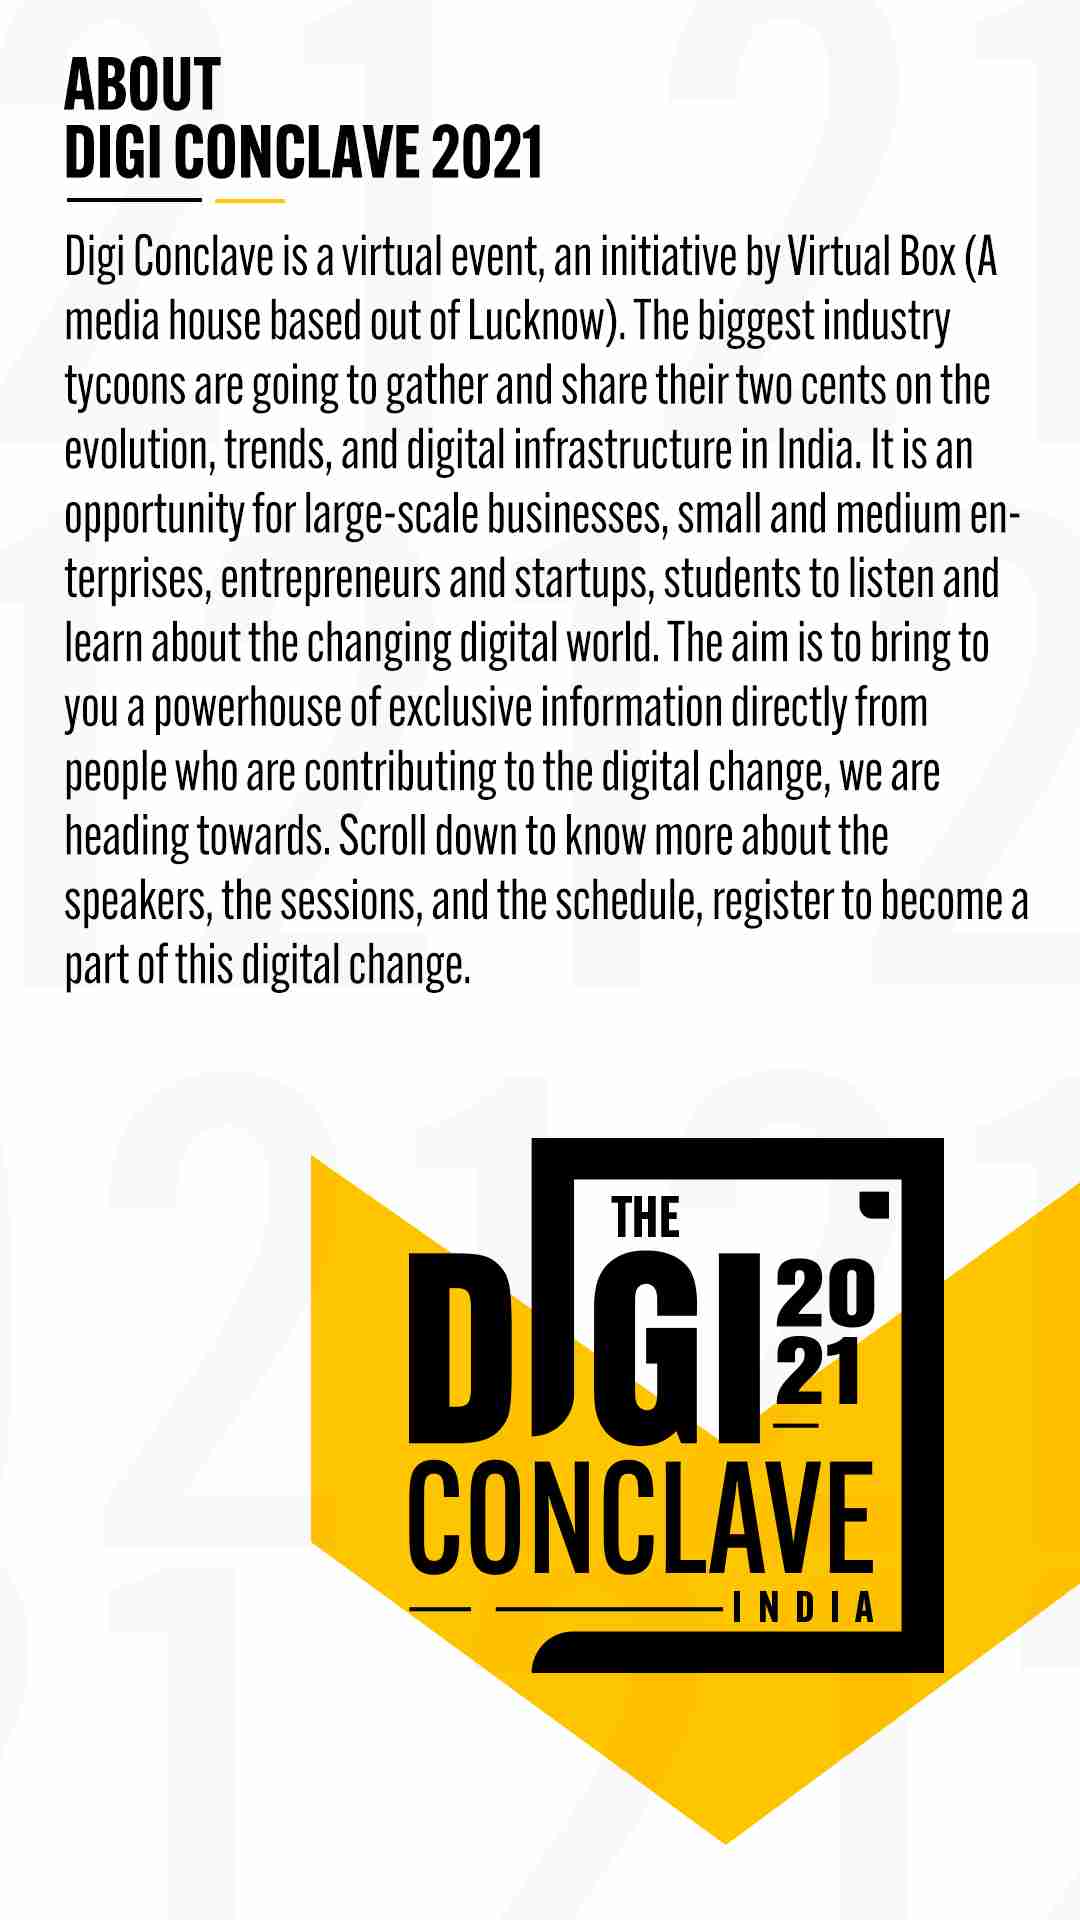 ABOUT
DIGI CONCLAVE 2021
Digi Conclave is a virtual event, an initiative by Virtual Box (A
media house based out of Lucknow). The biggest industry
tycoons are going to gather and share their two cents on the
evolution, trends, and digital infrastructure in India. It is an
opportunity for large-scale businesses, small and medium en-
terprises, entrepreneurs and startups, students to listen and
learn about the changing digital world. The aim is to bring to
you a powerhouse of exclusive information directly from
people who are contributing to the digital change, we are
heading towards. Scroll down to know more about the
speakers, the sessions, and the schedule, register to become a
part of this digital change.
THE
DIGI
20
21
CONCLAVE
INDIA